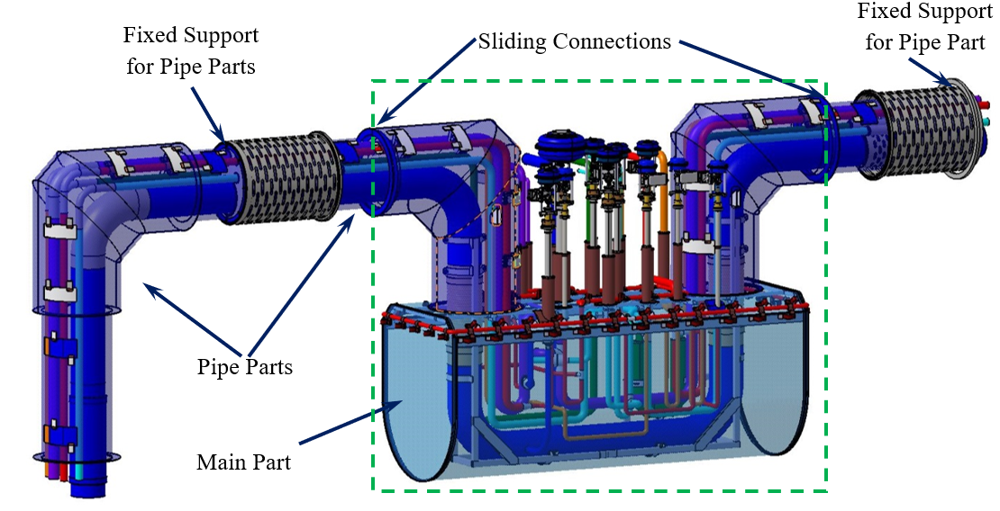 Fixed Support
for Pipe Parts
Sliding Connections
Fixed Support
for Pipe Part
Pipe Parts
Main Part